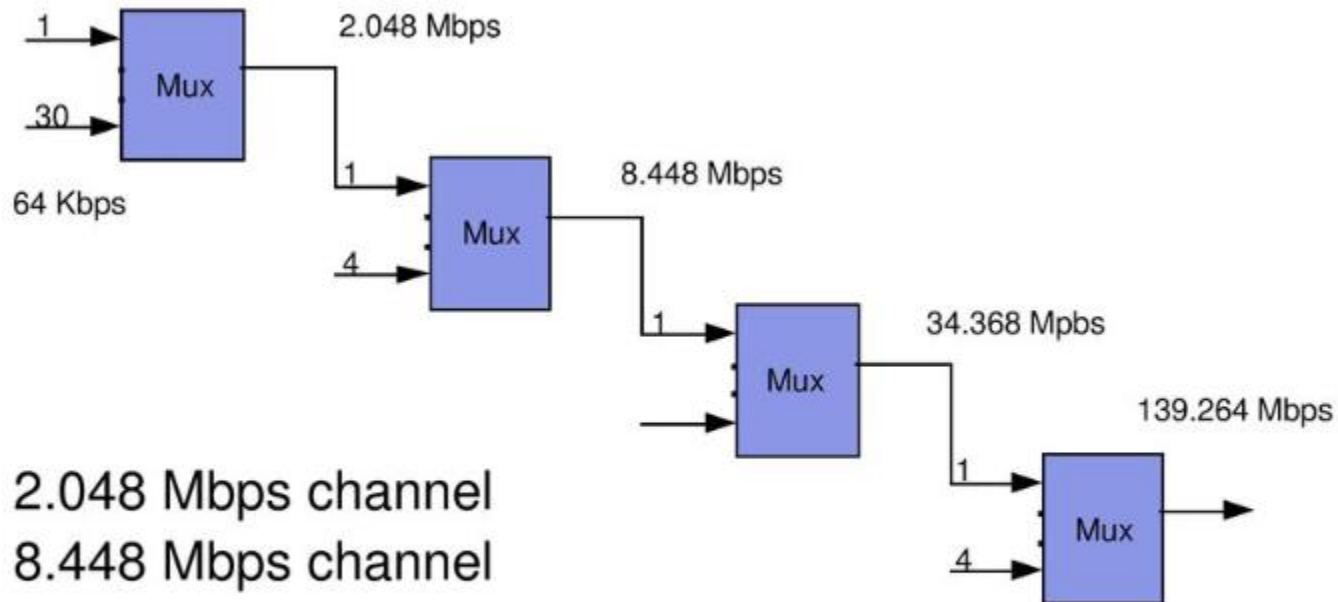 1
2.048 Mbps
Mux
30
64 Kbps
1
8.448 Mbps
Mux
4
1
34.368 Mpbs
Mux
139.264 Mbps
1
Mux
4
2.048 Mbps channel
8.448 Mbps channel